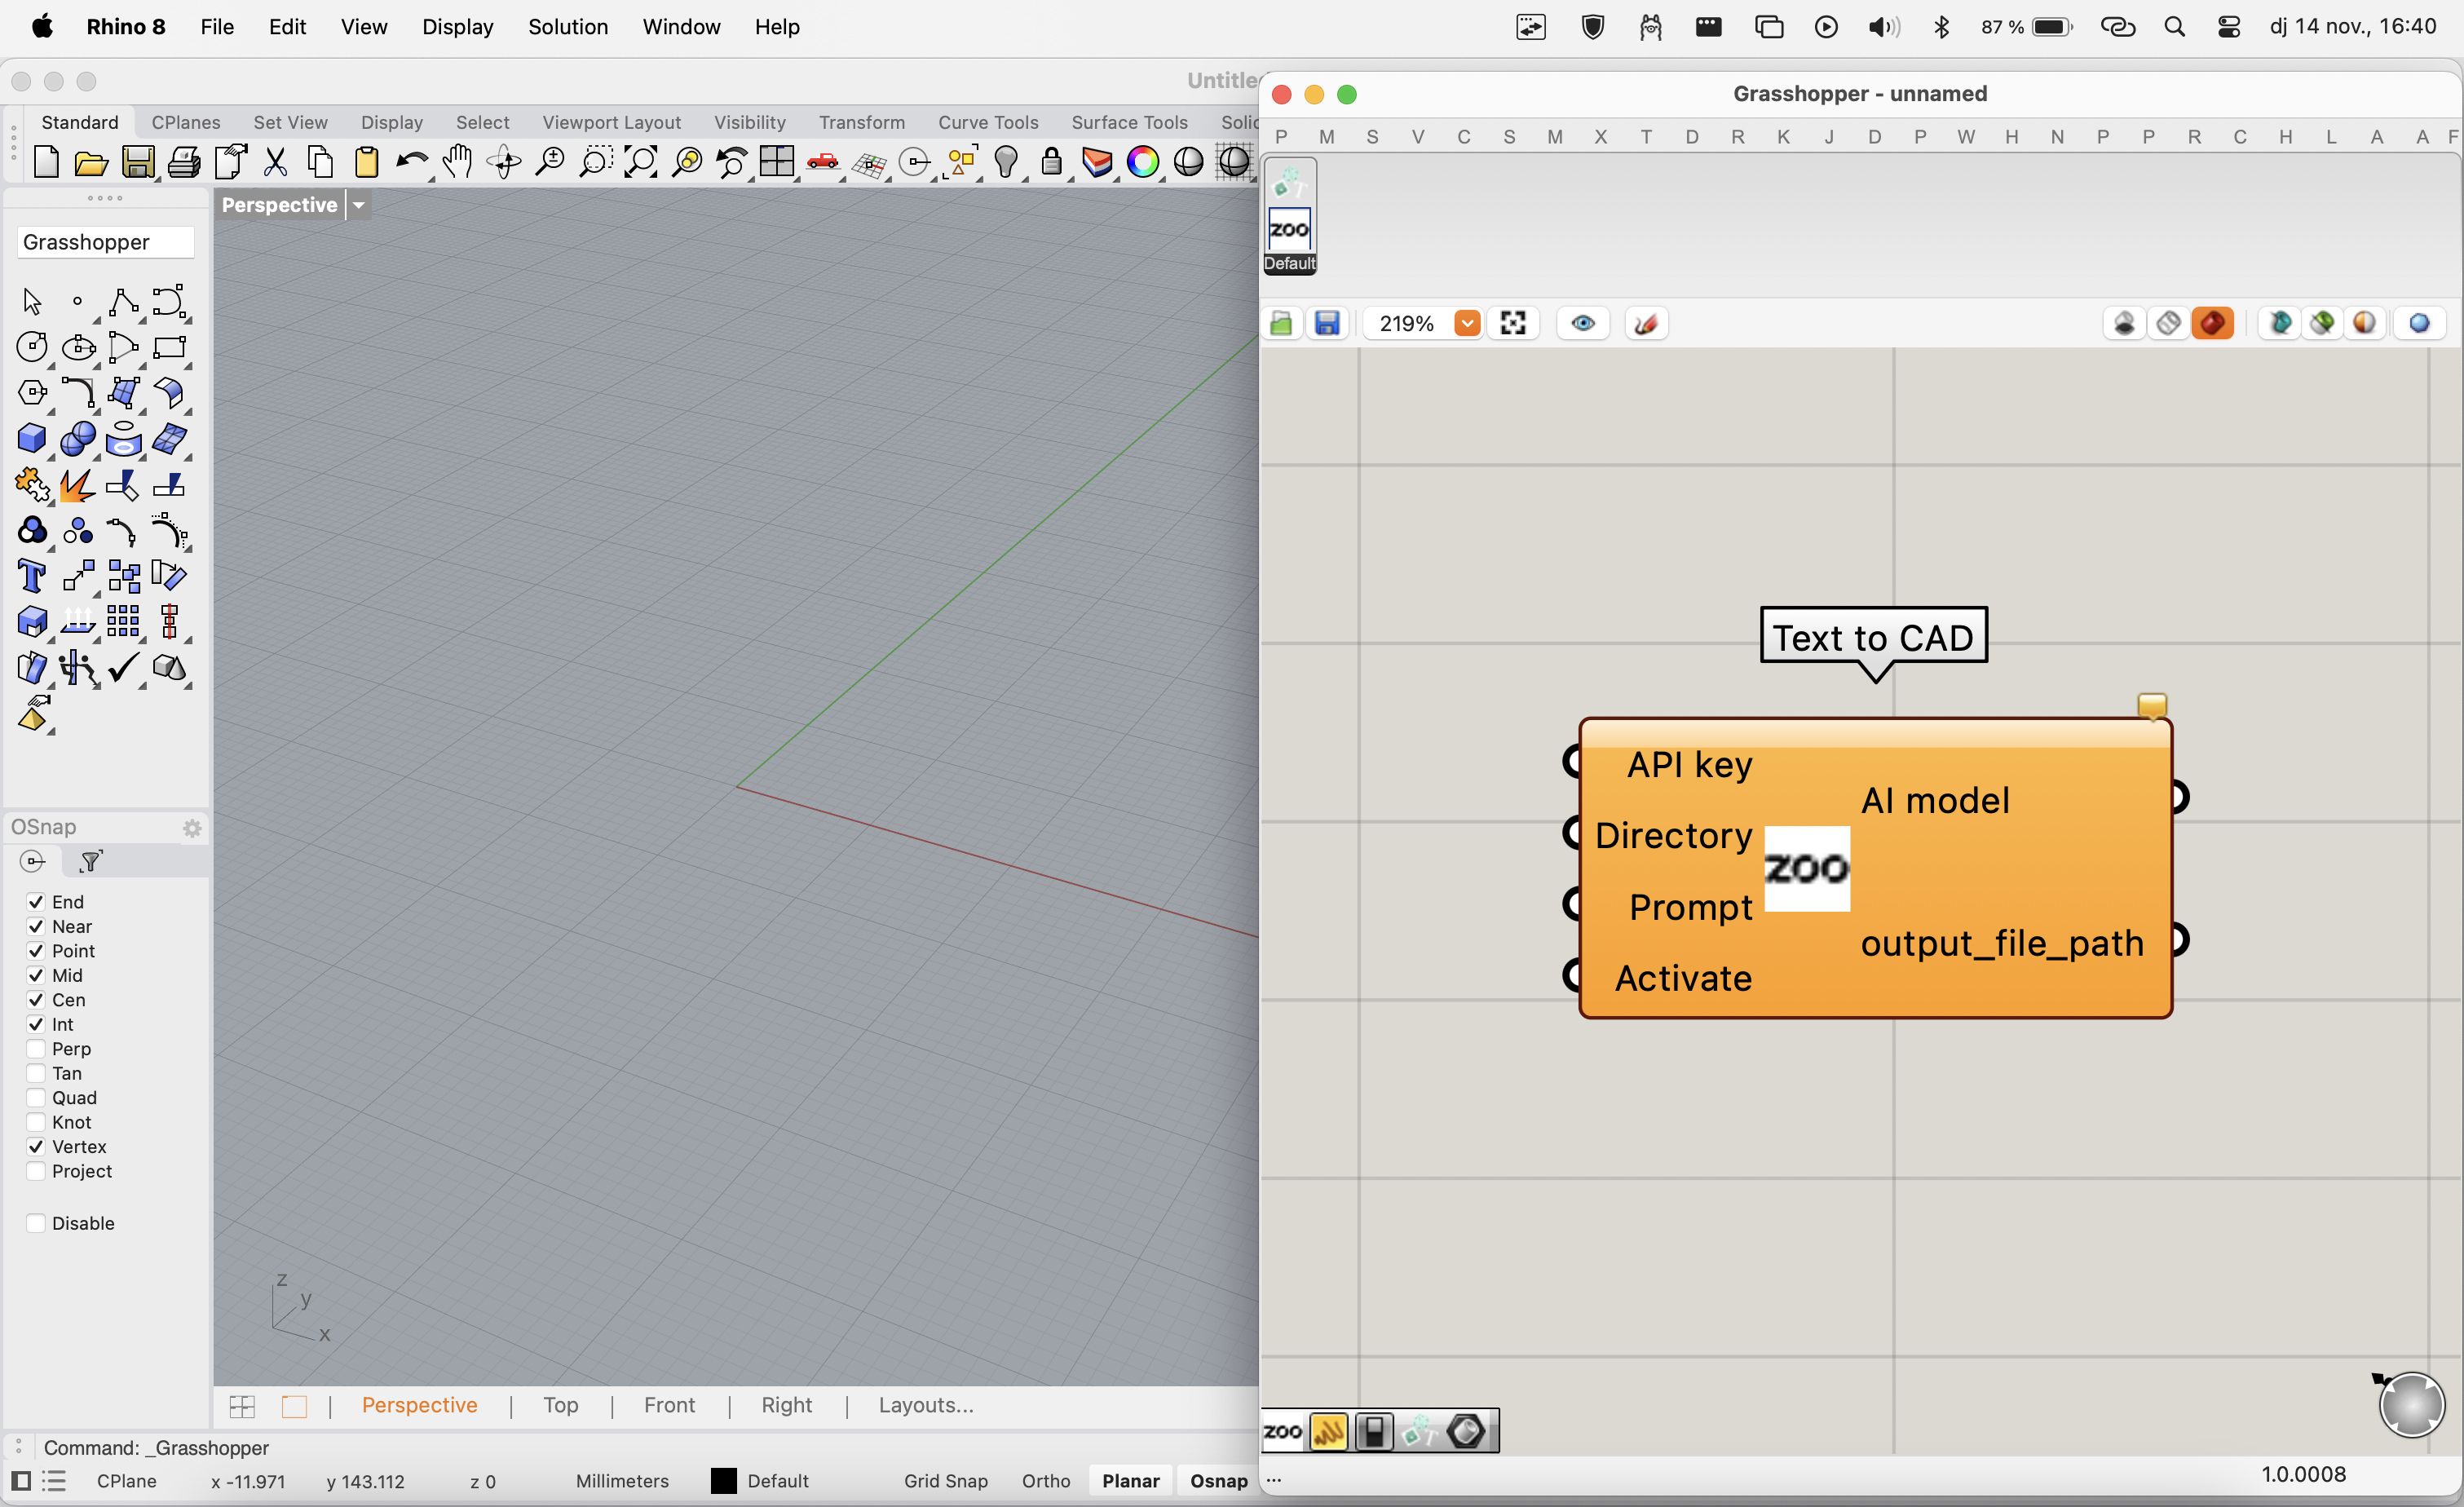 Rhino 8 File Edit View Display Solution Window Help 87 % dj 14 nov., 16:40
Grasshopper - unnamed
Standard CPlanes Set View Display Select Viewport Layout Visibility Transform Curve Tools Surface Tools
P M S V C S M X T D R K J D P W H N P P R C H L A A F
Perspective
Grasshopper
zoo
Default
219%
Text to CAD
API key
Directory
Prompt
Activate
zoo
AI model
output_file_path
OSnap
End
Near
Point
Mid
Cen
Int
Perp
Tan
Quad
Knot
Vertex
Project
Disable
z
y
x
Perspective | Top | Front | Right | Layouts...
zoo
Command: _Grasshopper
CPlane x -11.971 y 143.112 z 0 Millimeters Default Grid Snap Ortho Planar Osnap
...
1.0.0008